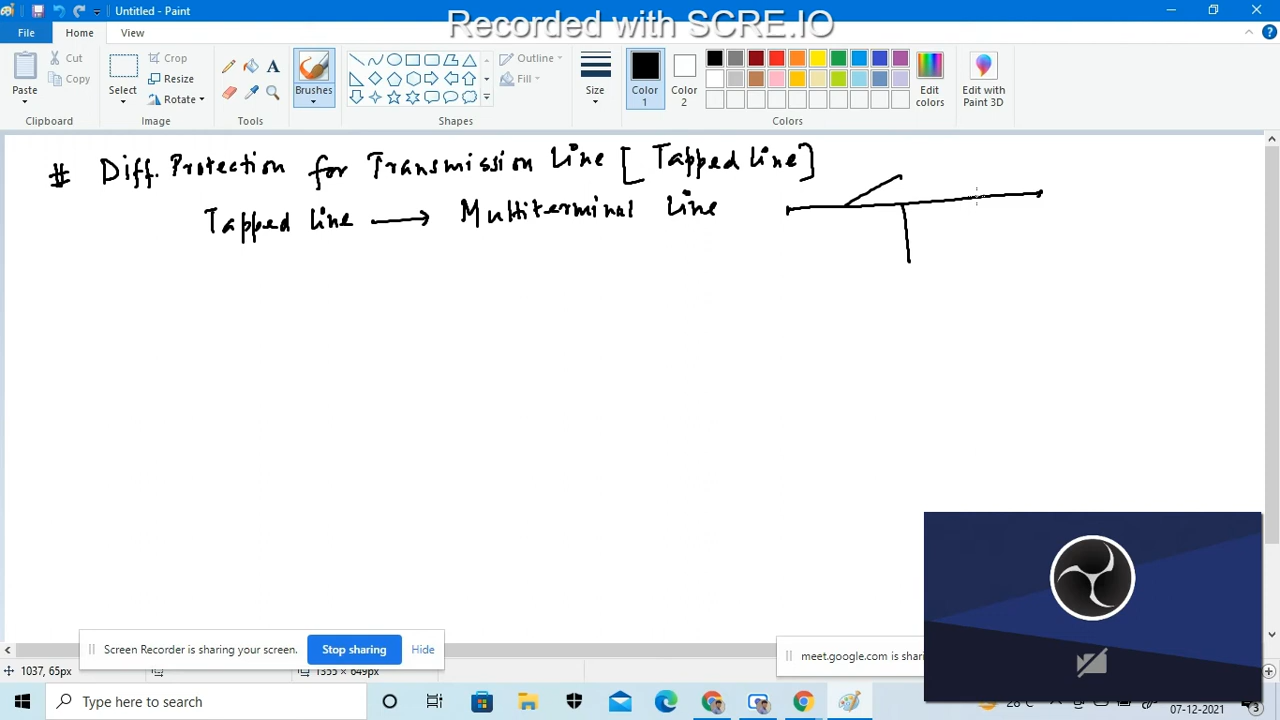 Untitled - Paint
Recorded with SCRE.IO
File Home View
Paste Cut Copy Clipboard
Select Crop Resize Rotate Image
Tools
Brushes
Outline Fill Shapes
Size
Color 1 Color 2 Edit colors Edit with Paint 3D Colors
# Diff. Protection for Transmission Line [Tapped Line]
Tapped line → Multiterminal Line
Screen Recorder is sharing your screen. Stop sharing Hide
meet.google.com is shari
1037, 65px 1355 × 649px
Type here to search
28°C
07-12-2021
3